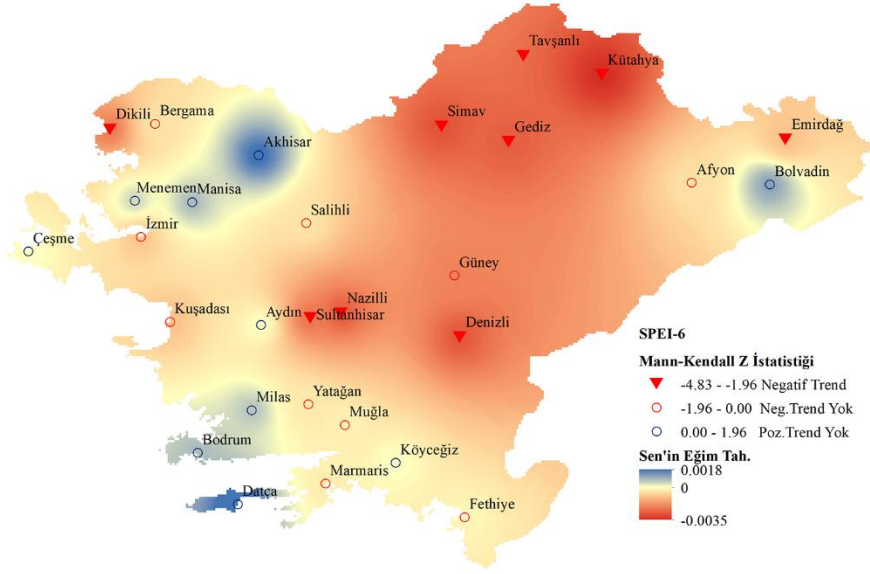 Tavşanlı
Kütahya
Dikili
Bergama
Simav
Gediz
Emirdağ
Akhisar
Afyon
Bolvadin
Menemen
Manisa
İzmir
Salihli
Çeşme
Güney
Kuşadası
Aydın
Nazilli
Sultanhisar
Denizli
Milas
Yatağan
Muğla
Bodrum
Köyceğiz
Marmaris
Datça
Fethiye
SPEI-6
Mann-Kendall Z İstatistiği
-4.83 - -1.96 Negatif Trend
-1.96 - 0.00 Neg.Trend Yok
0.00 - 1.96 Poz.Trend Yok
Sen'in Eğim Tah.
0.0018
0
-0.0035